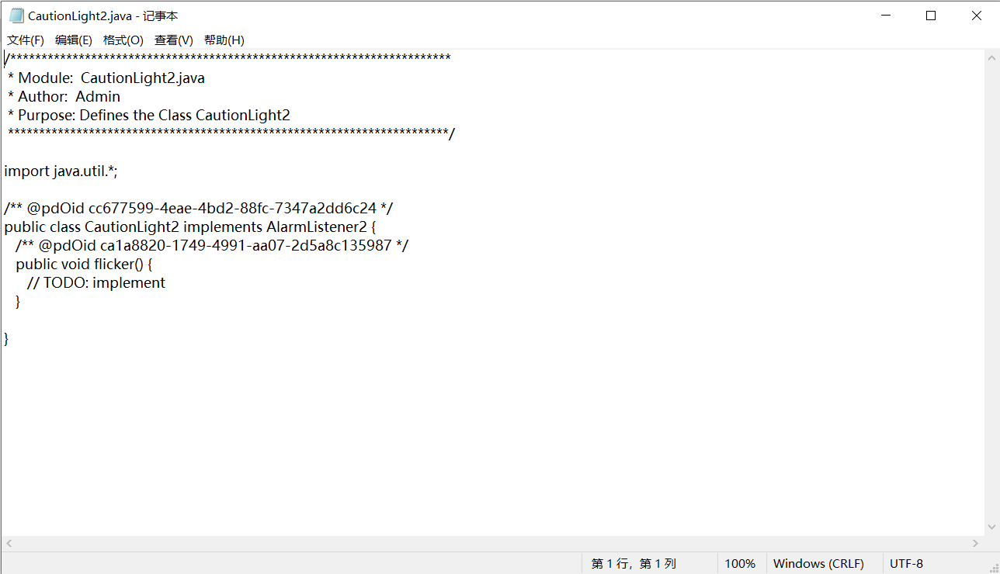 CautionLight2.java - 记事本
文件(F) 编辑(E) 格式(O) 查看(V) 帮助(H)
/***********************************************************************
 * Module:  CautionLight2.java
 * Author:  Admin
 * Purpose: Defines the Class CautionLight2
 ***********************************************************************/
import java.util.*;
/** @pdOid cc677599-4eae-4bd2-88fc-7347a2dd6c24 */
public class CautionLight2 implements AlarmListener2 {
   /** @pdOid ca1a8820-1749-4991-aa07-2d5a8c135987 */
   public void flicker() {
      // TODO: implement
   }
}
第 1 行，第 1 列 100% Windows (CRLF) UTF-8